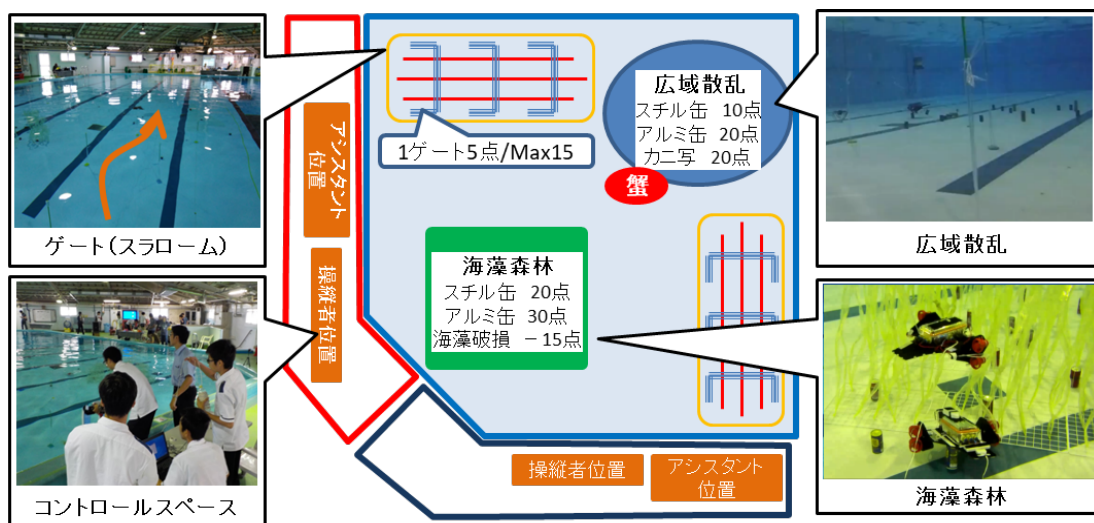 ゲート(スラローム)
コントロールスペース
アシスタント
位置
操縦者位置
1ゲート5点/Max15
広域散乱
スチル缶 10点
アルミ缶 20点
カニ写 20点
蟹
海藻森林
スチル缶 20点
アルミ缶 30点
海藻破損 －15点
操縦者位置
アシスタント
位置
広域散乱
海藻森林